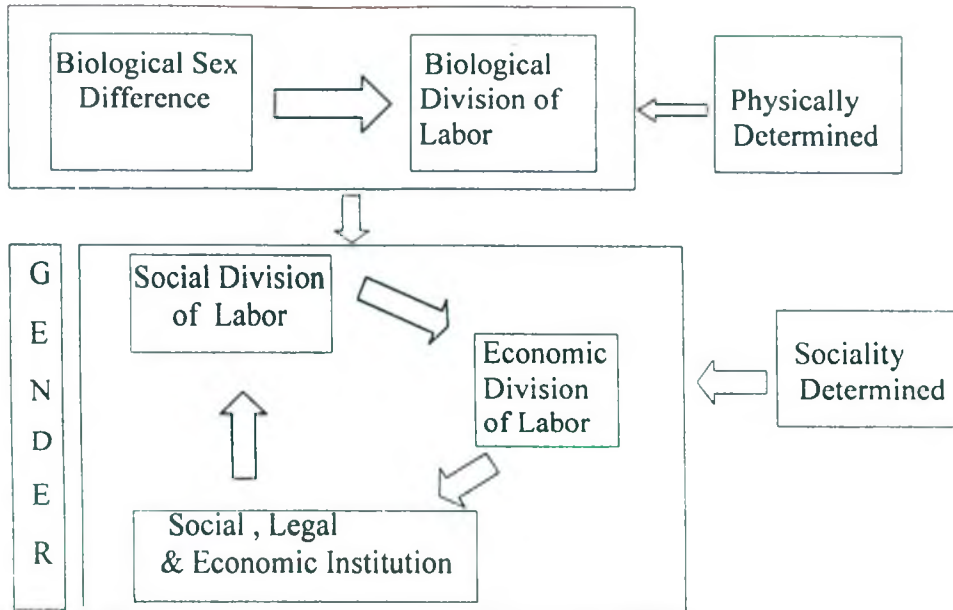 Biological Sex
Difference
Biological
Division of
Labor
Physically
Determined
G
E
N
D
E
R
Social Division
of Labor
Economic
Division
of Labor
Sociality
Determined
Social , Legal
& Economic Institution